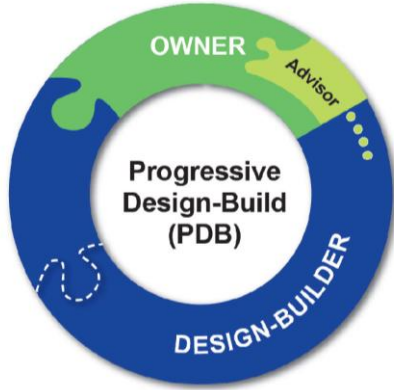 OWNER
Advisor
Progressive
Design-Build
(PDB)
DESIGN-BUILDER